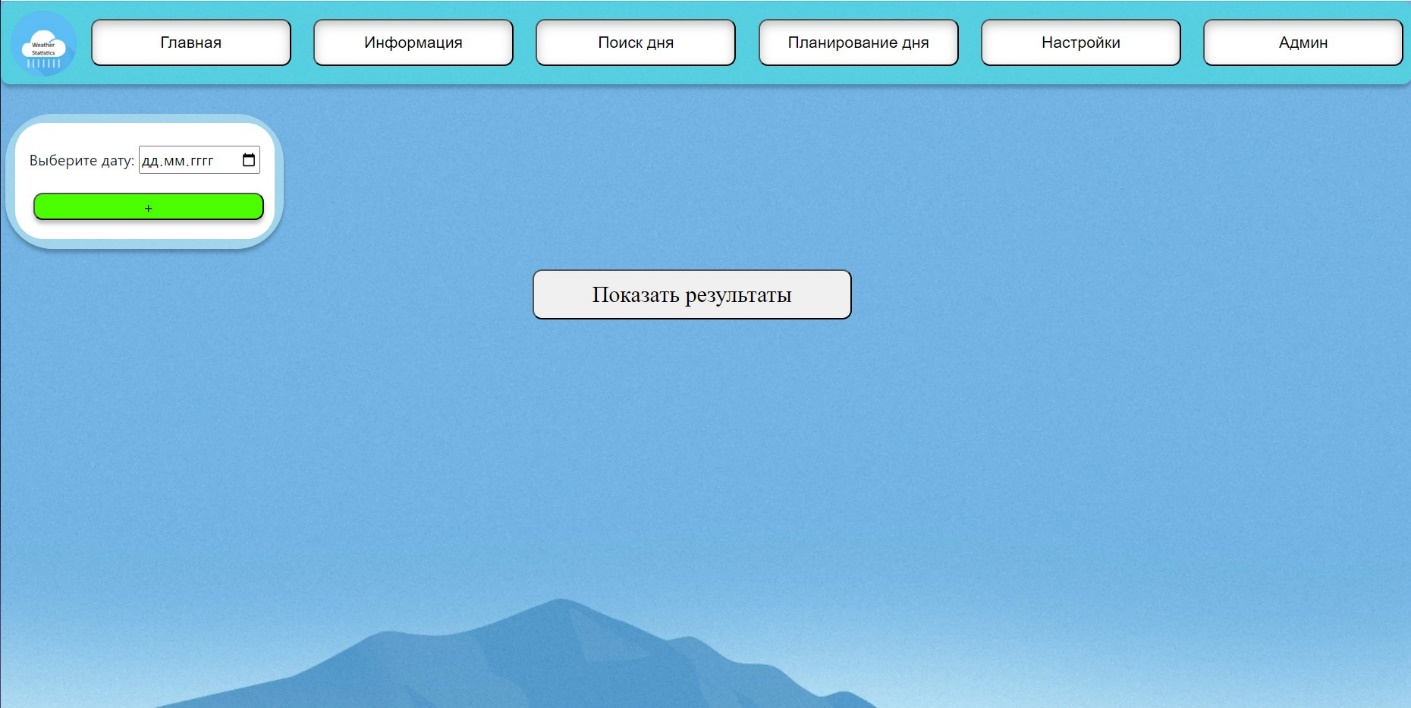 Weather
Statistics
Главная
Информация
Поиск дня
Планирование дня
Настройки
Админ
Выберите дату: дд.мм.гггг
+
Показать результаты